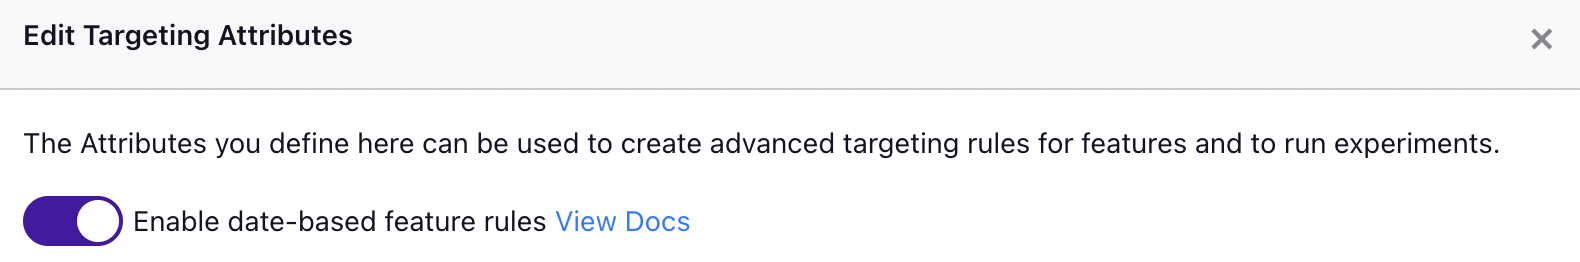 Edit Targeting Attributes
The Attributes you define here can be used to create advanced targeting rules for features and to run experiments.
Enable date-based feature rules View Docs